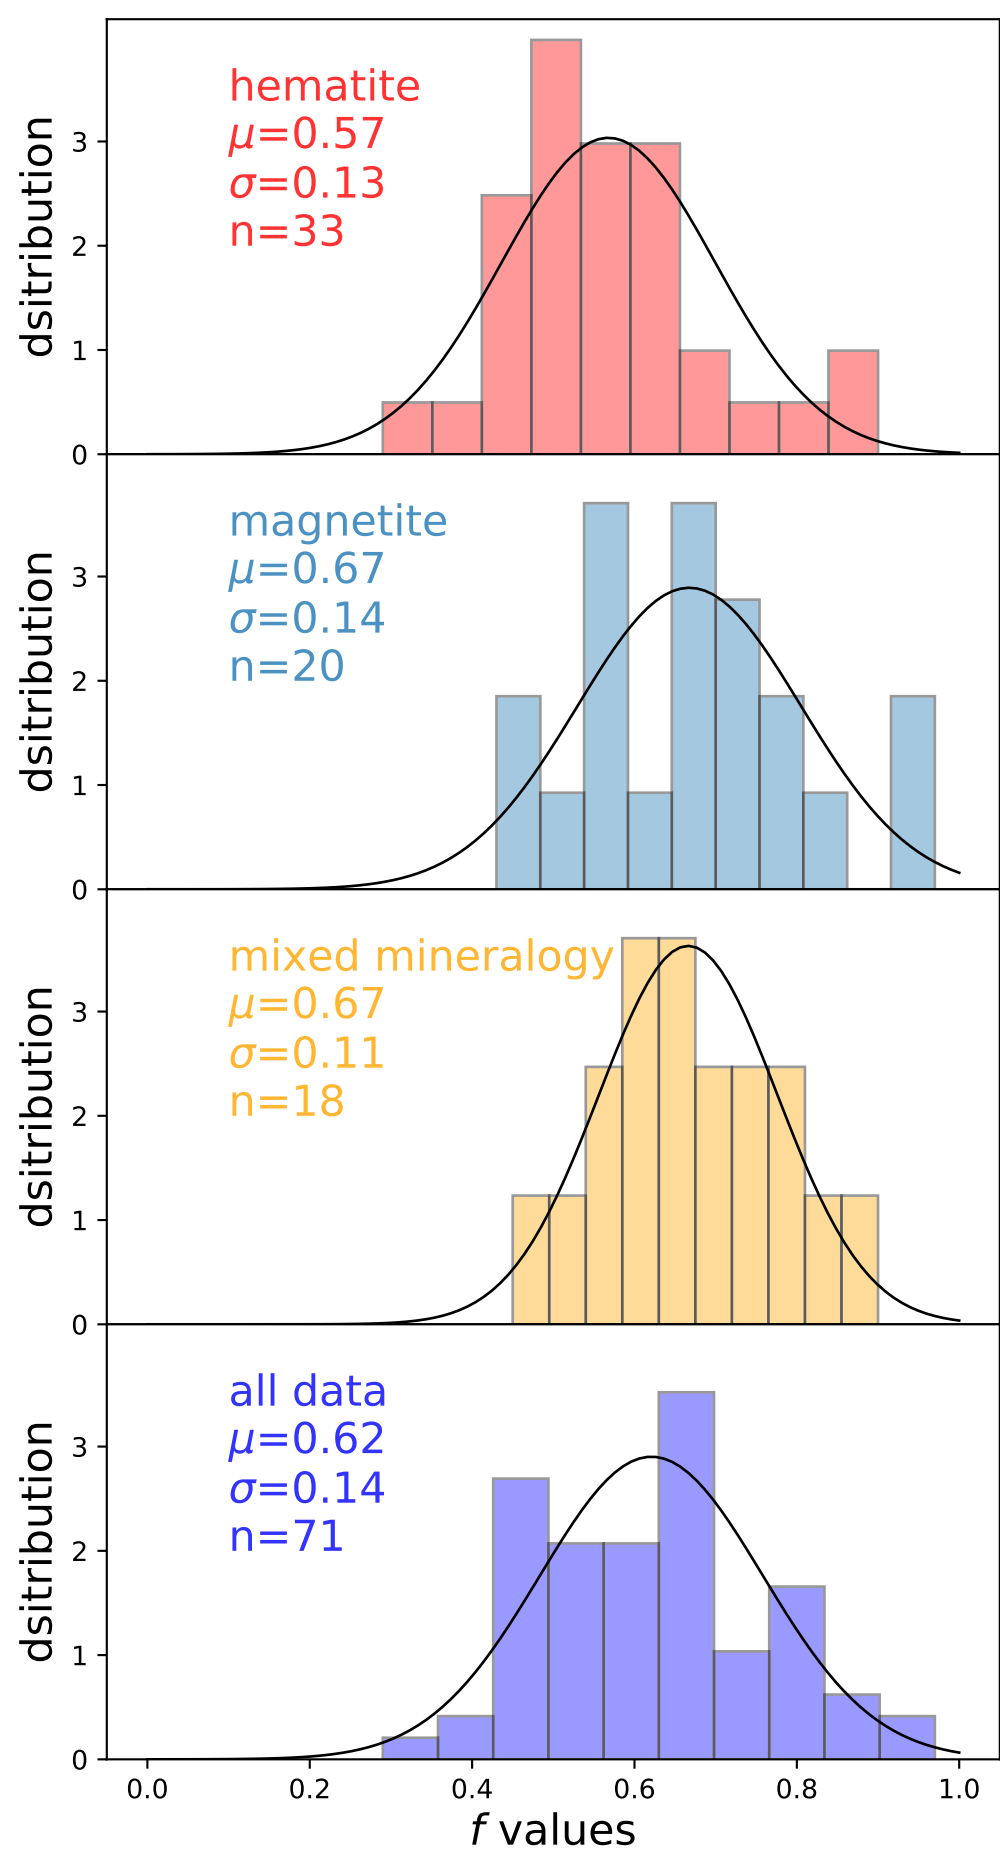 hematite
μ=0.57
σ=0.13
n=33
dsitribution
3
2
1
0
magnetite
μ=0.67
σ=0.14
n=20
dsitribution
3
2
1
0
mixed mineralogy
μ=0.67
σ=0.11
n=18
dsitribution
3
2
1
0
all data
μ=0.62
σ=0.14
n=71
dsitribution
3
2
1
0
0.0 0.2 0.4 0.6 0.8 1.0
f values